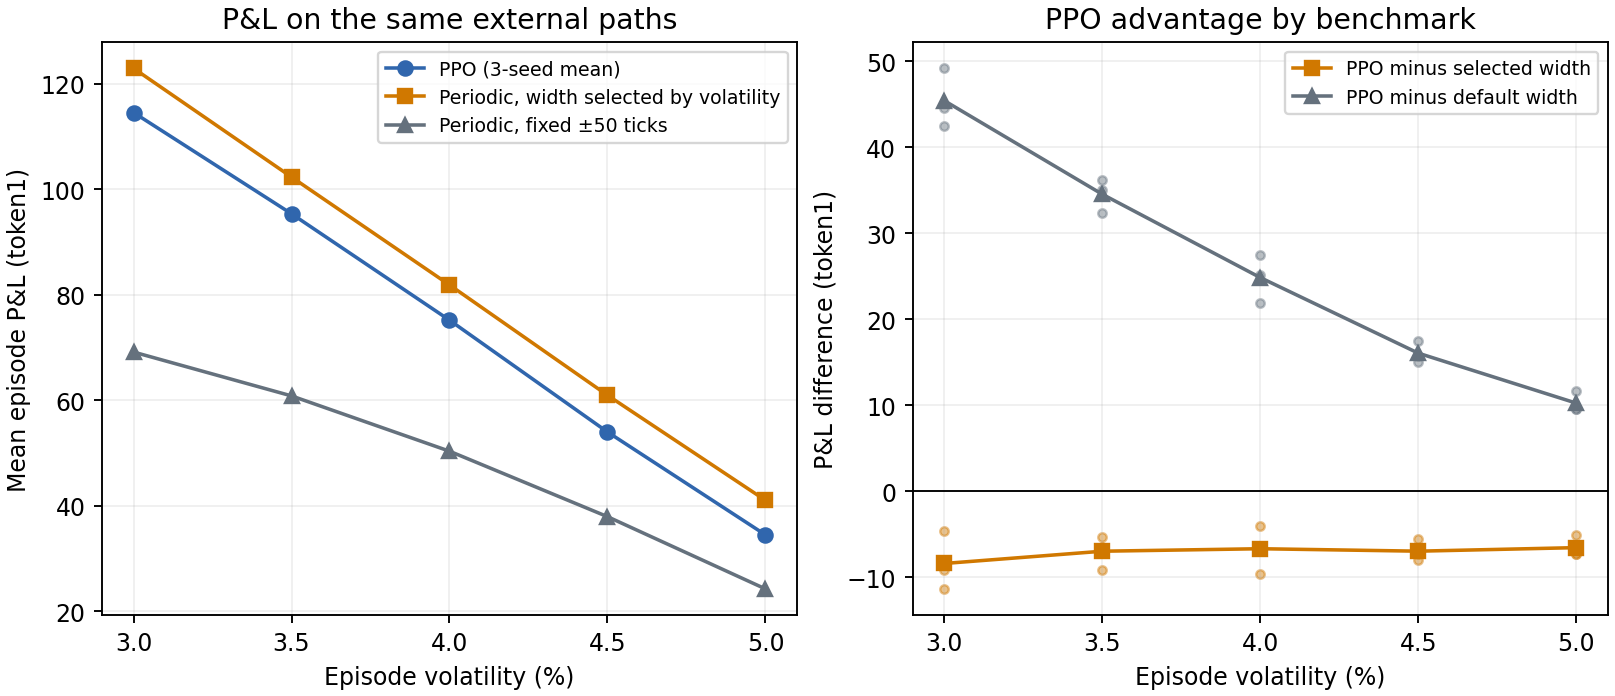 P&L on the same external paths
PPO (3-seed mean)
Periodic, width selected by volatility
Periodic, fixed ±50 ticks
Mean episode P&L (token1)
120
100
80
60
40
20
3.0
3.5
4.0
4.5
5.0
Episode volatility (%)
PPO advantage by benchmark
PPO minus selected width
PPO minus default width
P&L difference (token1)
50
40
30
20
10
0
−10
3.0
3.5
4.0
4.5
5.0
Episode volatility (%)